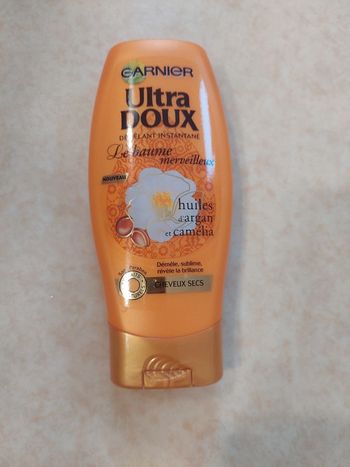 GARNIER
Ultra
DOUX
DÉMÊLANT INSTANTANÉ
Le baume
merveilleux
NOUVEAU
huiles
d'argan
et camélia
Démêle, sublime,
révèle la brillance
CHEVEUX SECS